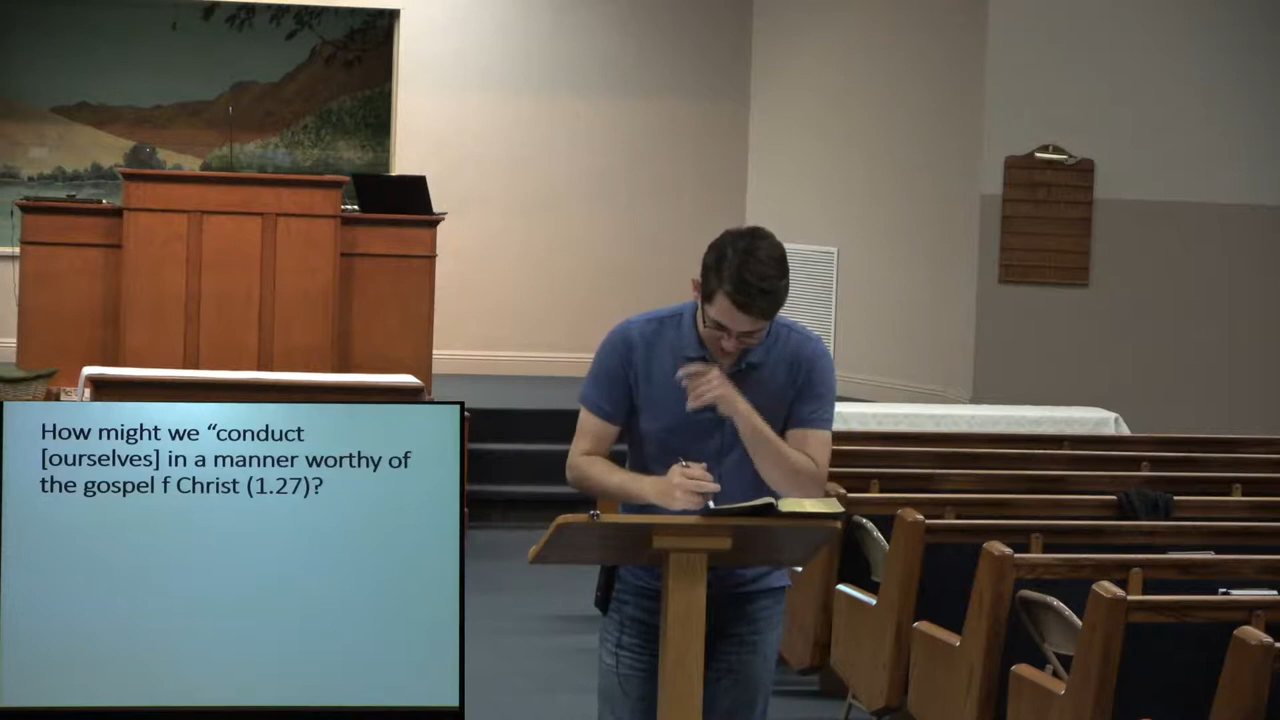 How might we “conduct
[ourselves] in a manner worthy of
the gospel f Christ (1.27)?